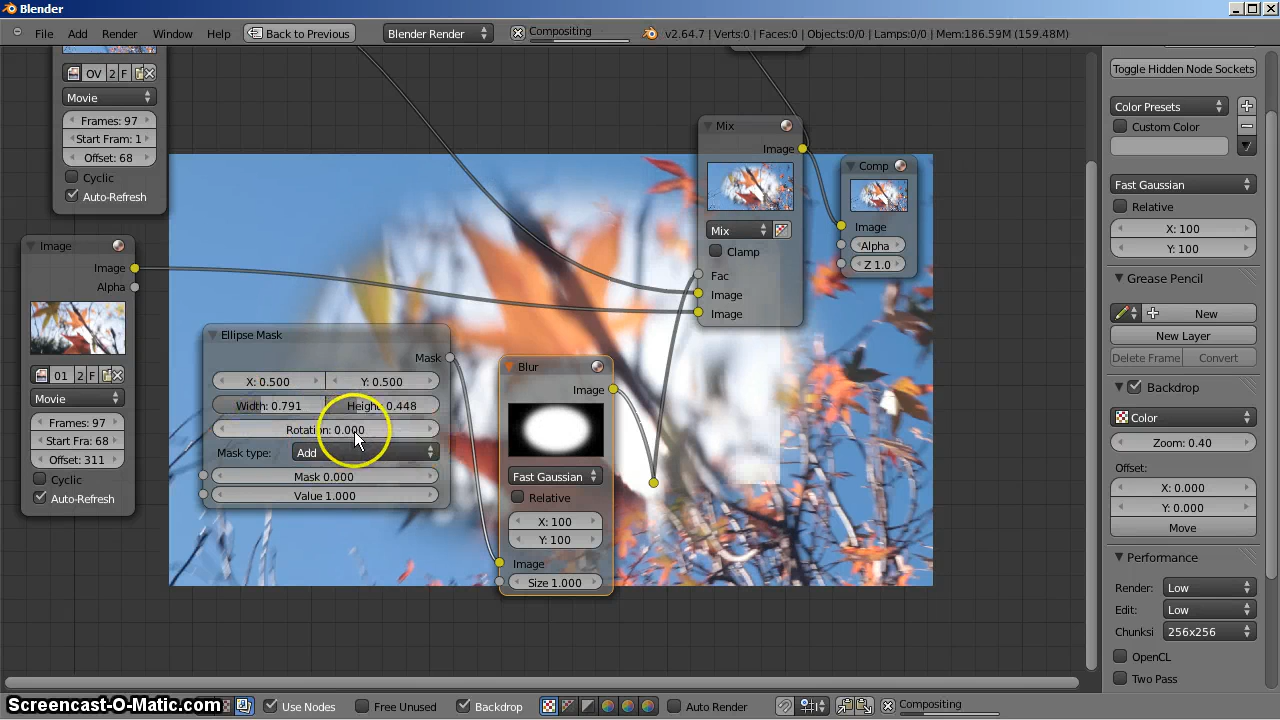 Blender
File Add Render Window Help Back to Previous Blender Render Compositing v2.64.7 | Verts:0 | Faces:0 | Objects:0/0 | Lamps:0/0 | Mem:186.59M (159.48M)
OV 2 F
Movie
Frames: 97
Start Fram: 1
Offset: 68
Cyclic
Auto-Refresh
Image
Image
Alpha
01 2 F
Movie
Frames: 97
Start Fra: 68
Offset: 311
Cyclic
Auto-Refresh
Ellipse Mask
Mask
X: 0.500 Y: 0.500
Width: 0.791 Height: 0.448
Rotation: 0.000
Mask type: Add
Mask 0.000
Value 1.000
Blur
Image
Fast Gaussian
Relative
X: 100
Y: 100
Image
Size 1.000
Mix
Image
Mix
Clamp
Fac
Image
Image
Comp
Image
Alpha
Z 1.0
Toggle Hidden Node Sockets
Color Presets
Custom Color
Fast Gaussian
Relative
X: 100
Y: 100
Grease Pencil
New
New Layer
Delete Frame Convert
Backdrop
Color
Zoom: 0.40
Offset:
X: 0.000
Y: 0.000
Move
Performance
Render: Low
Edit: Low
Chunksi 256x256
OpenCL
Two Pass
Screencast-O-Matic.com Use Nodes Free Unused Backdrop Auto Render Compositing